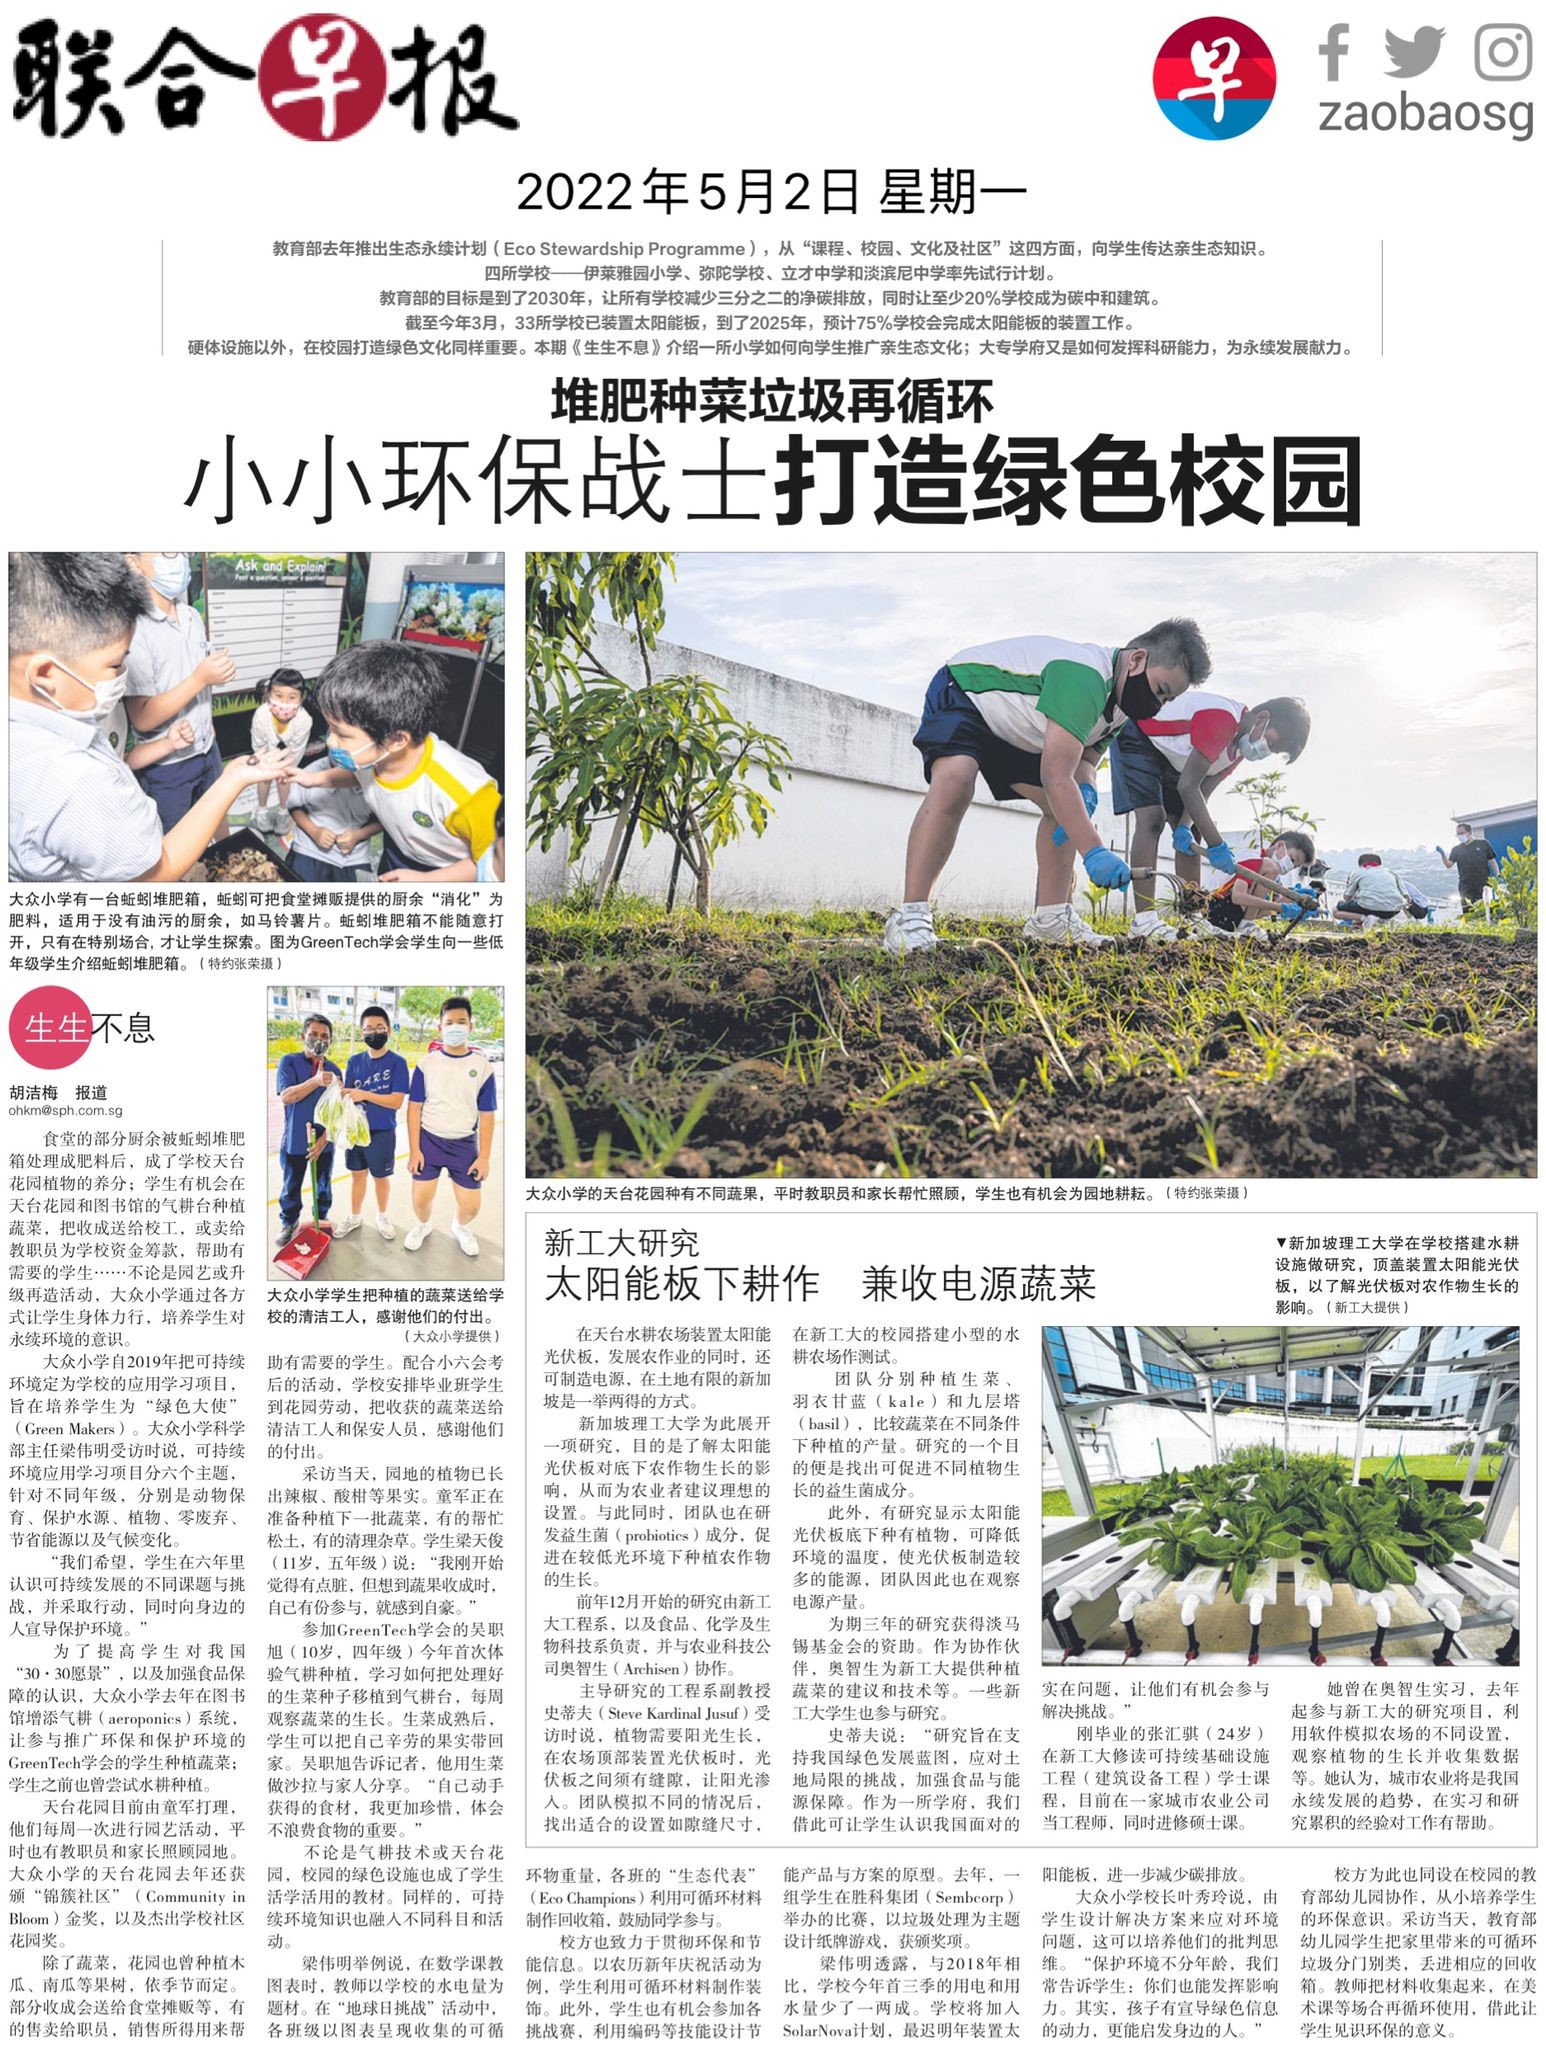 联合早报
早
zaobaosg
2022年5月2日 星期一
教育部去年推出生态永续计划（Eco Stewardship Programme），从“课程、校园、文化及社区”这四方面，向学生传达亲生态知识。
四所学校——伊莱雅园小学、弥陀学校、立才中学和淡滨尼中学率先试行计划。
教育部的目标是到了2030年，让所有学校减少三分之二的净碳排放，同时让至少20%学校成为碳中和建筑。
截至今年3月，33所学校已装置太阳能板，到了2025年，预计75%学校会完成太阳能板的装置工作。
硬体设施以外，在校园打造绿色文化同样重要。本期《生生不息》介绍一所小学如何向学生推广亲生态文化；大专学府又是如何发挥科研能力，为永续发展献力。
堆肥种菜垃圾再循环
小小环保战士打造绿色校园
Ask and Explain!
Post a question, answer a question!
大众小学有一台蚯蚓堆肥箱，蚯蚓可把食堂摊贩提供的厨余“消化”为
肥料，适用于没有油污的厨余，如马铃薯片。蚯蚓堆肥箱不能随意打
开，只有在特别场合，才让学生探索。图为GreenTech学会学生向一些低
年级学生介绍蚯蚓堆肥箱。（特约张荣摄）
大众小学的天台花园种有不同蔬果，平时教职员和家长帮忙照顾，学生也有机会为园地耕耘。（特约张荣摄）
生生不息
胡洁梅　报道
ohkm@sph.com.sg
食堂的部分厨余被蚯蚓堆肥
箱处理成肥料后，成了学校天台
花园植物的养分；学生有机会在
天台花园和图书馆的气耕台种植
蔬菜，把收成送给校工，或卖给
教职员为学校资金筹款，帮助有
需要的学生……不论是园艺或升
级再造活动，大众小学通过各方
式让学生身体力行，培养学生对
永续环境的意识。
大众小学自2019年把可持续
环境定为学校的应用学习项目，
旨在培养学生为“绿色大使”
（Green Makers）。大众小学科学
部主任梁伟明受访时说，可持续
环境应用学习项目分六个主题，
针对不同年级，分别是动物保
育、保护水源、植物、零废弃、
节省能源以及气候变化。
“我们希望，学生在六年里
认识可持续发展的不同课题与挑
战，并采取行动，同时向身边的
人宣导保护环境。”
为了提高学生对我国
“30·30愿景”，以及加强食品保
障的认识，大众小学去年在图书
馆增添气耕（aeroponics）系统，
让参与推广环保和保护环境的
GreenTech学会的学生种植蔬菜；
学生之前也曾尝试水耕种植。
天台花园目前由童军打理，
他们每周一次进行园艺活动，平
时也有教职员和家长照顾园地。
大众小学的天台花园去年还获
颁“锦簇社区”（Community in
Bloom）金奖，以及杰出学校社区
花园奖。
除了蔬菜，花园也曾种植木
瓜、南瓜等果树，依季节而定。
部分收成会送给食堂摊贩等，有
的售卖给职员，销售所得用来帮
DARE
大众小学学生把种植的蔬菜送给学
校的清洁工人，感谢他们的付出。
（大众小学提供）
助有需要的学生。配合小六会考
后的活动，学校安排毕业班学生
到花园劳动，把收获的蔬菜送给
清洁工人和保安人员，感谢他们
的付出。
采访当天，园地的植物已长
出辣椒、酸柑等果实。童军正在
准备种植下一批蔬菜，有的帮忙
松土，有的清理杂草。学生梁天俊
（11岁，五年级）说：“我刚开始
觉得有点脏，但想到蔬果收成时，
自己有份参与，就感到自豪。”
参加GreenTech学会的吴职
旭（10岁，四年级）今年首次体
验气耕种植，学习如何把处理好
的生菜种子移植到气耕台，每周
观察蔬菜的生长。生菜成熟后，
学生可以把自己辛劳的果实带回
家。吴职旭告诉记者，他用生菜
做沙拉与家人分享。“自己动手
获得的食材，我更加珍惜，体会
不浪费食物的重要。”
不论是气耕技术或天台花
园，校园的绿色设施也成了学生
活学活用的教材。同样的，可持
续环境知识也融入不同科目和活
动。
梁伟明举例说，在数学课教
图表时，教师以学校的水电量为
题材。在“地球日挑战”活动中，
各班级以图表呈现收集的可循
环物重量，各班的“生态代表”
（Eco Champions）利用可循环材料
制作回收箱，鼓励同学参与。
校方也致力于贯彻环保和节
能信息。以农历新年庆祝活动为
例，学生利用可循环材料制作装
饰。此外，学生也有机会参加各
挑战赛，利用编码等技能设计节
能产品与方案的原型。去年，一
组学生在胜科集团（Sembcorp）
举办的比赛，以垃圾处理为主题
设计纸牌游戏，获颁奖项。
梁伟明透露，与2018年相
比，学校今年首三季的用电和用
水量少了一两成。学校将加入
SolarNova计划，最迟明年装置太
阳能板，进一步减少碳排放。
大众小学校长叶秀玲说，由
学生设计解决方案来应对环境
问题，这可以培养他们的批判思
维。“保护环境不分年龄，我们
常告诉学生：你们也能发挥影响
力。其实，孩子有宣导绿色信息
的动力，更能启发身边的人。”
校方为此也同设在校园的教
育部幼儿园协作，从小培养学生
的环保意识。采访当天，教育部
幼儿园学生把家里带来的可循环
垃圾分门别类，丢进相应的回收
箱。教师把材料收集起来，在美
术课等场合再循环使用，借此让
学生见识环保的意义。
新工大研究
太阳能板下耕作　兼收电源蔬菜
▼新加坡理工大学在学校搭建水耕
设施做研究，顶盖装置太阳能光伏
板，以了解光伏板对农作物生长的
影响。（新工大提供）
在天台水耕农场装置太阳能
光伏板，发展农作业的同时，还
可制造电源，在土地有限的新加
坡是一举两得的方式。
新加坡理工大学为此展开
一项研究，目的是了解太阳能
光伏板对底下农作物生长的影
响，从而为农业者建议理想的
设置。与此同时，团队也在研
发益生菌（probiotics）成分，促
进在较低光环境下种植农作物
的生长。
前年12月开始的研究由新工
大工程系，以及食品、化学及生
物科技系负责，并与农业科技公
司奥智生（Archisen）协作。
主导研究的工程系副教授
史蒂夫（Steve Kardinal Jusuf）受
访时说，植物需要阳光生长，
在农场顶部装置光伏板时，光
伏板之间须有缝隙，让阳光渗
入。团队模拟不同的情况后，
找出适合的设置如隙缝尺寸，
在新工大的校园搭建小型的水
耕农场作测试。
团队分别种植生菜、
羽衣甘蓝（kale）和九层塔
（basil），比较蔬菜在不同条件
下种植的产量。研究的一个目
的便是找出可促进不同植物生
长的益生菌成分。
此外，有研究显示太阳能
光伏板底下种有植物，可降低
环境的温度，使光伏板制造较
多的能源，团队因此也在观察
电源产量。
为期三年的研究获得淡马
锡基金会的资助。作为协作伙
伴，奥智生为新工大提供种植
蔬菜的建议和技术等。一些新
工大学生也参与研究。
史蒂夫说：“研究旨在支
持我国绿色发展蓝图，应对土
地局限的挑战，加强食品与能
源保障。作为一所学府，我们
借此可让学生认识我国面对的
实在问题，让他们有机会参与
解决挑战。”
刚毕业的张汇骐（24岁）
在新工大修读可持续基础设施
工程（建筑设备工程）学士课
程，目前在一家城市农业公司
当工程师，同时进修硕士课。
她曾在奥智生实习，去年
起参与新工大的研究项目，利
用软件模拟农场的不同设置，
观察植物的生长并收集数据
等。她认为，城市农业将是我国
永续发展的趋势，在实习和研
究累积的经验对工作有帮助。